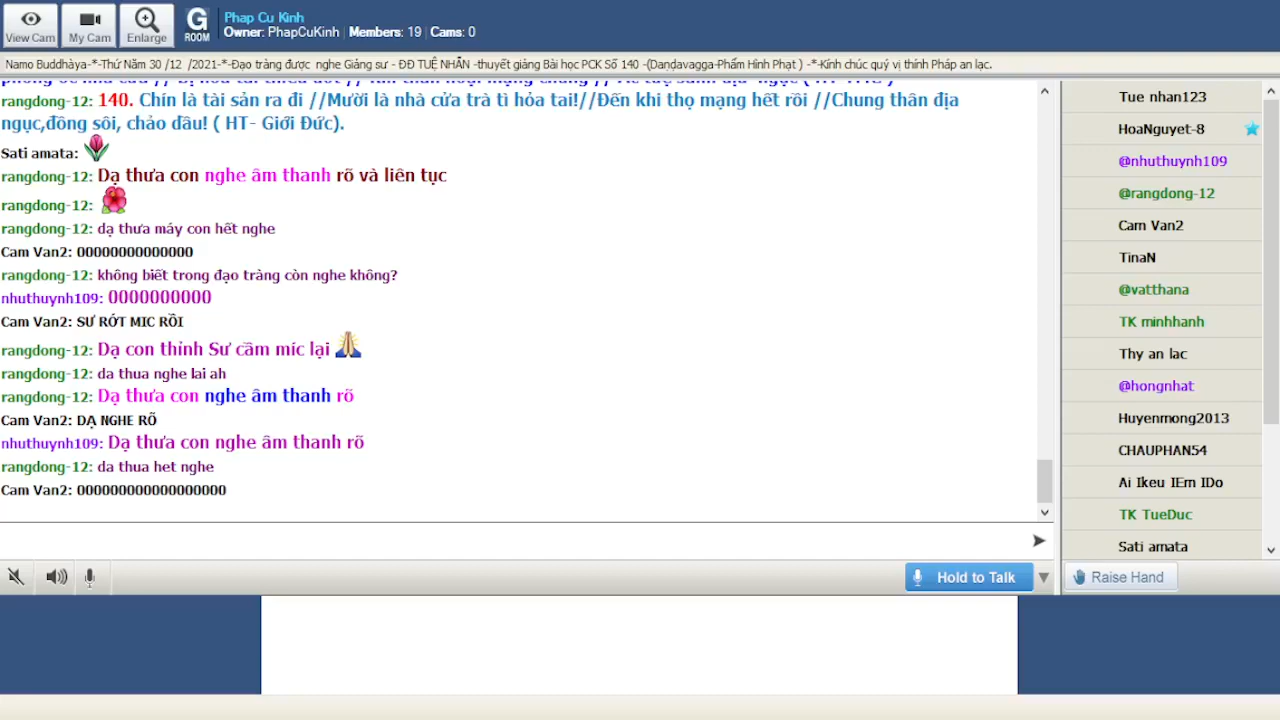 View Cam
My Cam
Enlarge
G
ROOM
Phap Cu Kinh
Owner: PhapCuKinh | Members: 19 | Cams: 0
Namo Buddhàya-*-Thứ Năm 30 /12 /2021-*-Đạo tràng được nghe Giảng sư - ĐĐ TUỆ NHẪN -thuyết giảng Bài học PCK Số 140 -(Daṇḍavagga-Phẩm Hình Phạt ) -*-Kính chúc quý vị thính Pháp an lạc.
rangdong-12: 140. Chín là tài sản ra đi //Mười là nhà cửa trà tì hỏa tai!//Đến khi thọ mạng hết rồi //Chung thân địa
ngục,đồng sôi, chảo dầu! ( HT- Giới Đức).
Sati amata:
rangdong-12: Dạ thưa con nghe âm thanh rõ và liên tục
rangdong-12:
rangdong-12: dạ thưa máy con hết nghe
Cam Van2: 00000000000000
rangdong-12: không biết trong đạo tràng còn nghe không?
nhuthuynh109: 0000000000
Cam Van2: SƯ RỚT MIC RỒI
rangdong-12: Dạ con thỉnh Sư cầm míc lại
rangdong-12: da thua nghe lai ah
rangdong-12: Dạ thưa con nghe âm thanh rõ
Cam Van2: DẠ NGHE RÕ
nhuthuynh109: Dạ thưa con nghe âm thanh rõ
rangdong-12: da thua het nghe
Cam Van2: 000000000000000000
Tue nhan123
HoaNguyet-8
@nhuthuynh109
@rangdong-12
Cam Van2
TinaN
@vatthana
TK minhhanh
Thy an lac
@hongnhat
Huyenmong2013
CHAUPHAN54
Ai Ikeu IEm IDo
TK TueDuc
Sati amata
Hold to Talk
Raise Hand